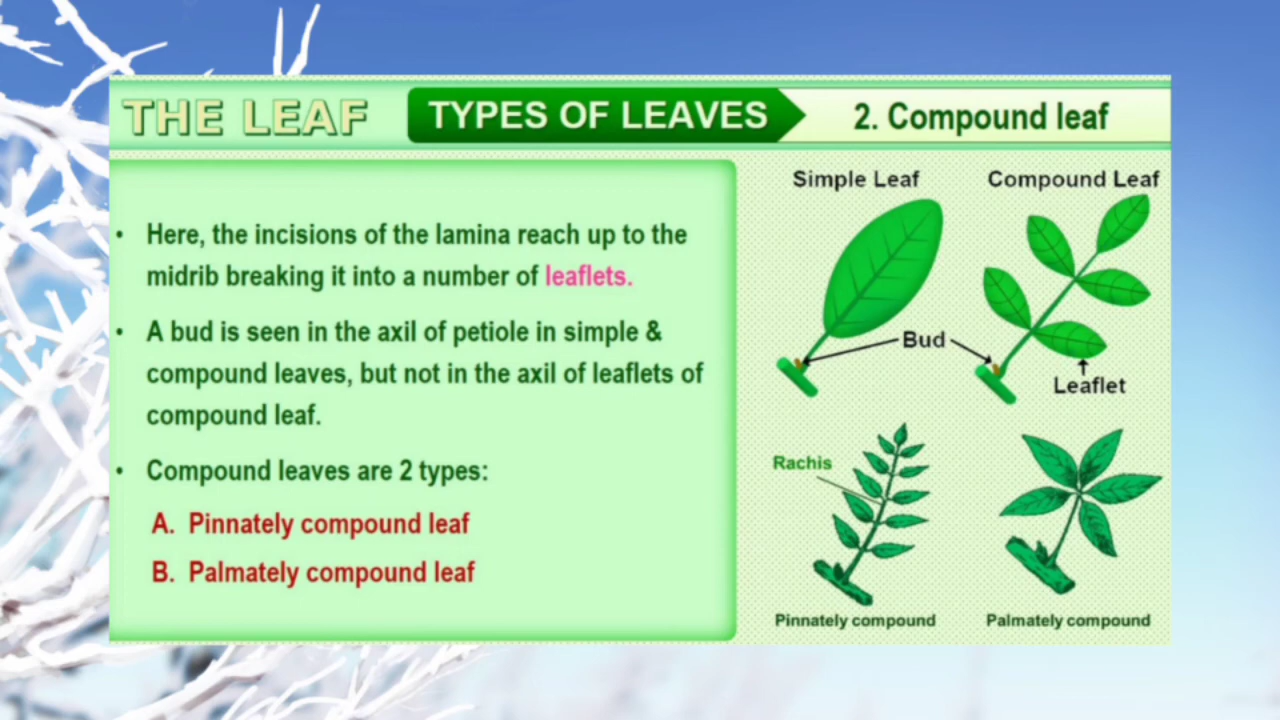 THE LEAF
TYPES OF LEAVES
2. Compound leaf
• Here, the incisions of the lamina reach up to the
midrib breaking it into a number of leaflets.
• A bud is seen in the axil of petiole in simple &
compound leaves, but not in the axil of leaflets of
compound leaf.
• Compound leaves are 2 types:
A. Pinnately compound leaf
B. Palmately compound leaf
Simple Leaf
Compound Leaf
Bud
Leaflet
Rachis
Pinnately compound
Palmately compound